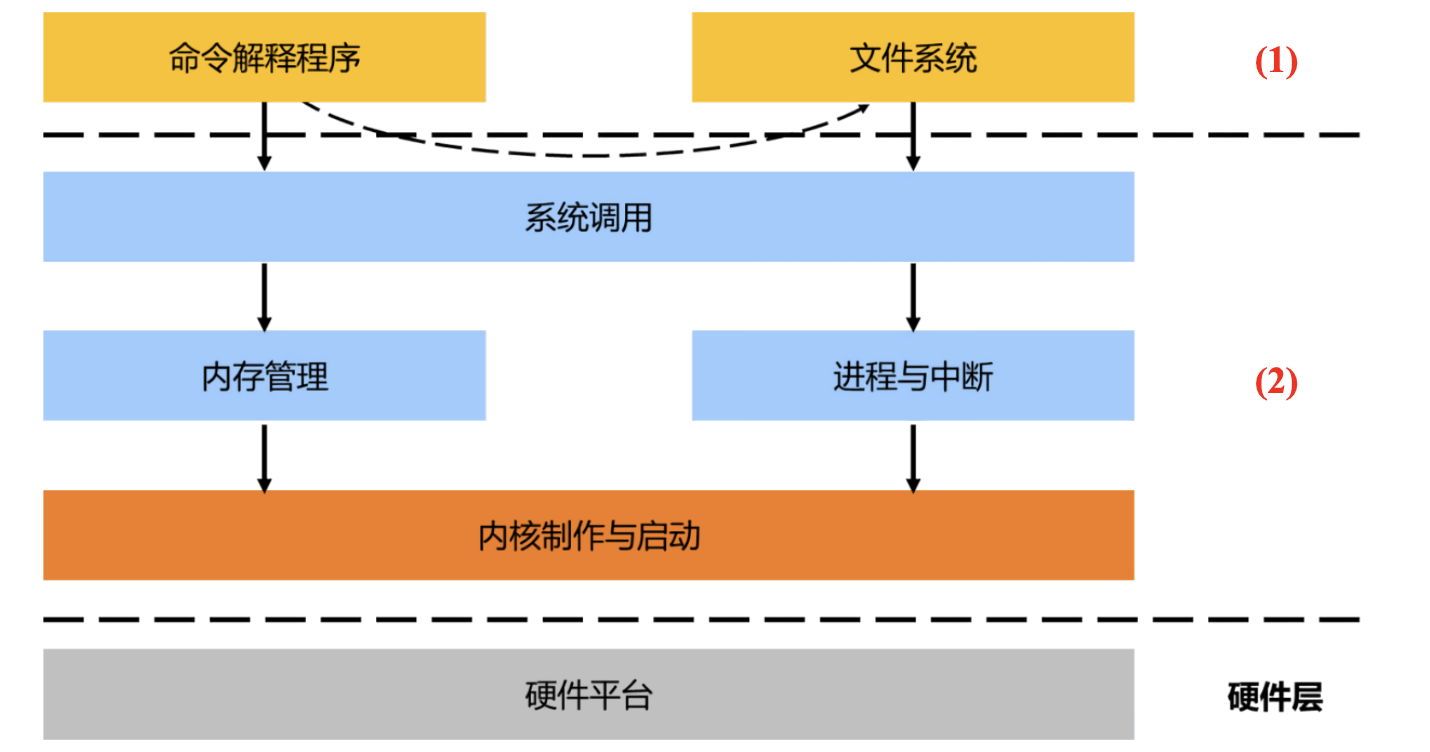 命令解释程序
文件系统
(1)
系统调用
内存管理
进程与中断
(2)
内核制作与启动
硬件平台
硬件层